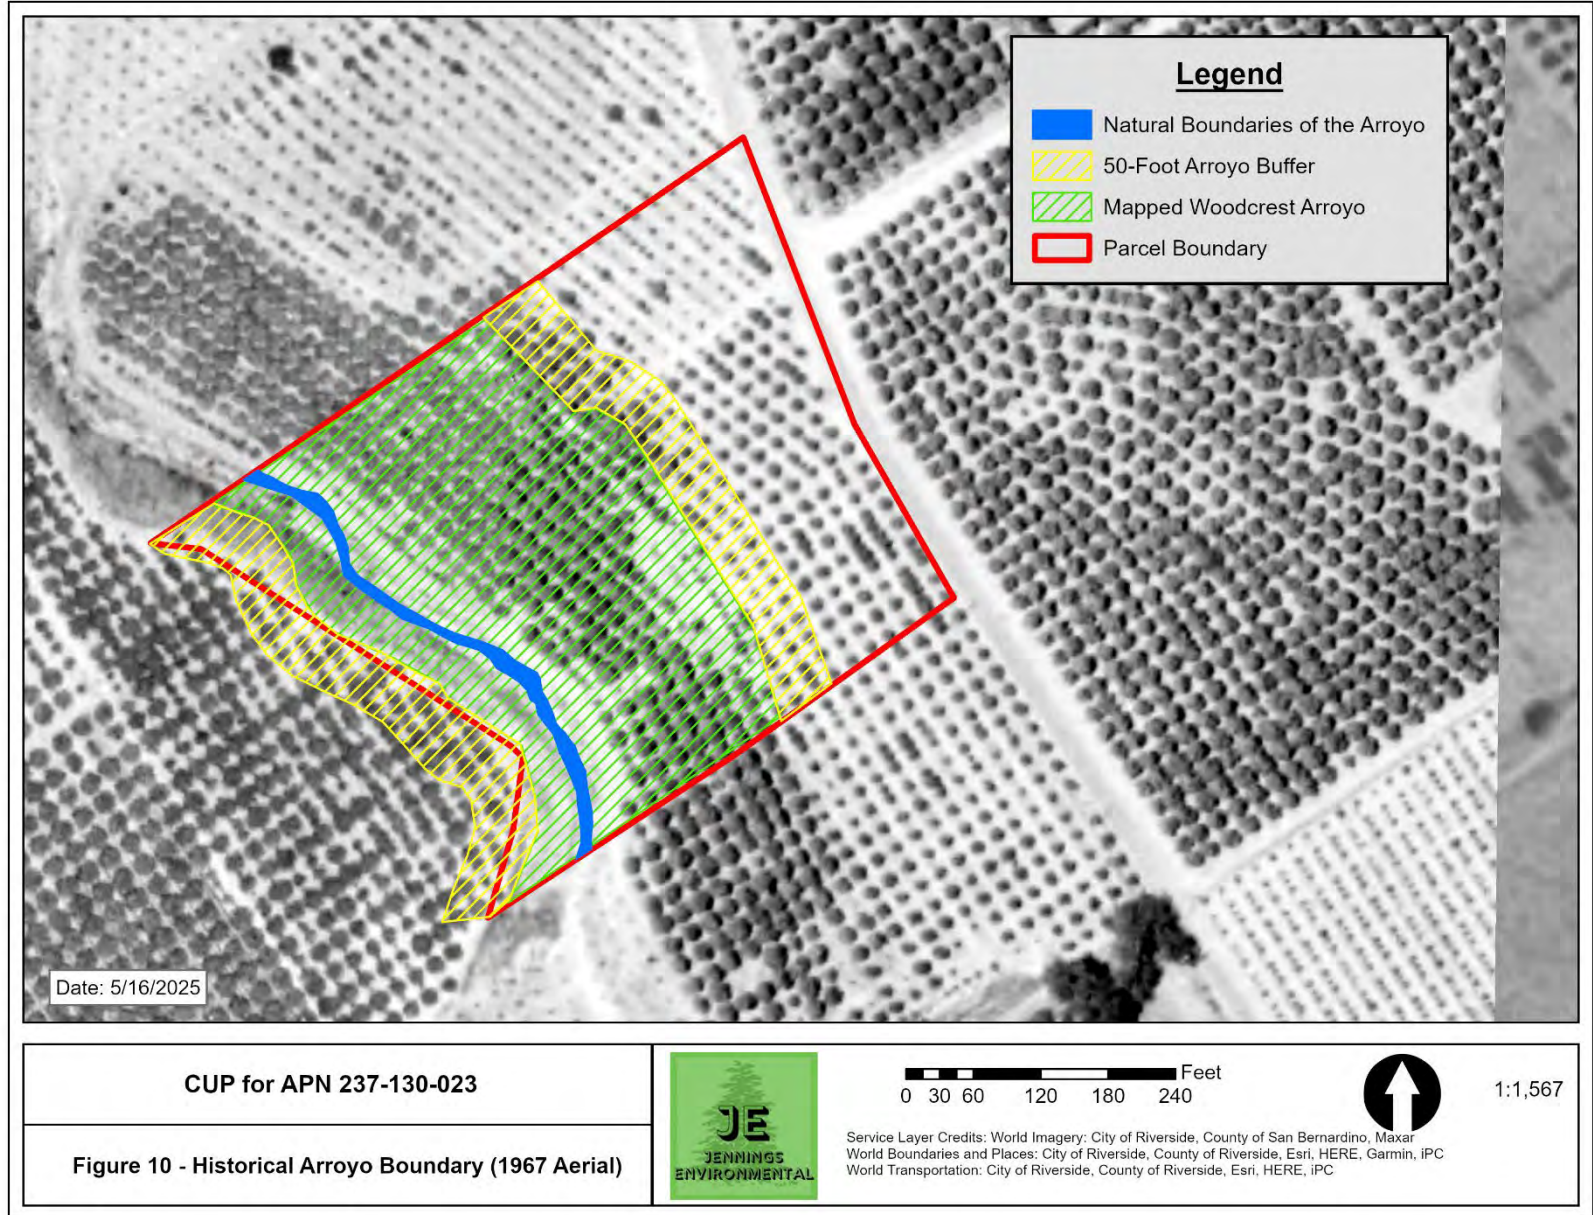 Legend
Natural Boundaries of the Arroyo
50-Foot Arroyo Buffer
Mapped Woodcrest Arroyo
Parcel Boundary
Date: 5/16/2025
CUP for APN 237-130-023
Figure 10 - Historical Arroyo Boundary (1967 Aerial)
JE
JENNINGS
ENVIRONMENTAL
Feet
0 30 60 120 180 240
1:1,567
Service Layer Credits: World Imagery: City of Riverside, County of San Bernardino, Maxar
World Boundaries and Places: City of Riverside, County of Riverside, Esri, HERE, Garmin, iPC
World Transportation: City of Riverside, County of Riverside, Esri, HERE, iPC